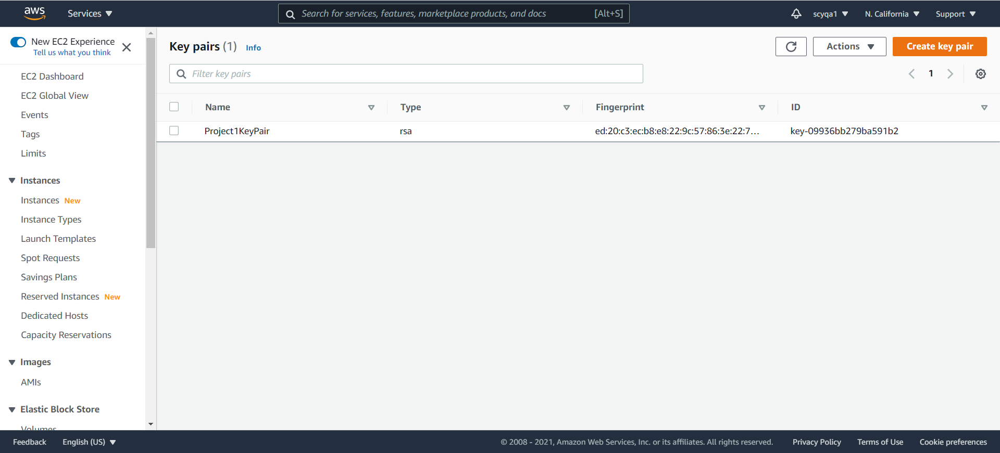 aws
Services
Search for services, features, marketplace products, and docs [Alt+S]
scyqa1
N. California
Support
New EC2 Experience
Tell us what you think
EC2 Dashboard
EC2 Global View
Events
Tags
Limits
Instances
Instances New
Instance Types
Launch Templates
Spot Requests
Savings Plans
Reserved Instances New
Dedicated Hosts
Capacity Reservations
Images
AMIs
Elastic Block Store
Volumes
Key pairs (1) Info
Actions
Create key pair
Filter key pairs
1
Name Type Fingerprint ID
Project1KeyPair rsa ed:20:c3:ec:b8:e8:22:9c:57:86:3e:22:7... key-09936bb279ba591b2
Feedback English (US) © 2008 - 2021, Amazon Web Services, Inc. or its affiliates. All rights reserved. Privacy Policy Terms of Use Cookie preferences